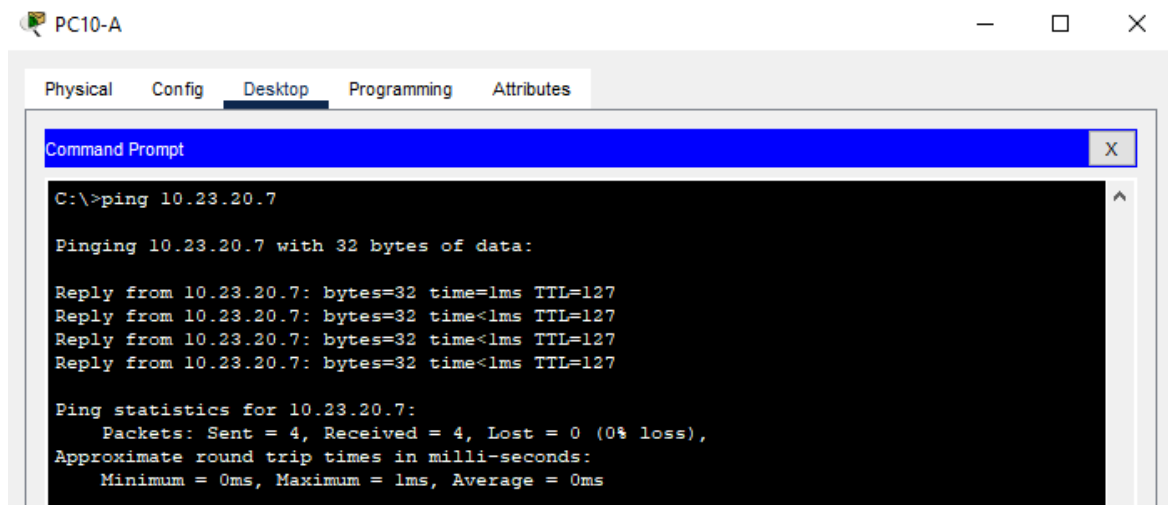 PC10-A
Physical Config Desktop Programming Attributes
Command Prompt X
C:\>ping 10.23.20.7
Pinging 10.23.20.7 with 32 bytes of data:
Reply from 10.23.20.7: bytes=32 time=1ms TTL=127
Reply from 10.23.20.7: bytes=32 time<1ms TTL=127
Reply from 10.23.20.7: bytes=32 time<1ms TTL=127
Reply from 10.23.20.7: bytes=32 time<1ms TTL=127
Ping statistics for 10.23.20.7:
Packets: Sent = 4, Received = 4, Lost = 0 (0% loss),
Approximate round trip times in milli-seconds:
Minimum = 0ms, Maximum = 1ms, Average = 0ms